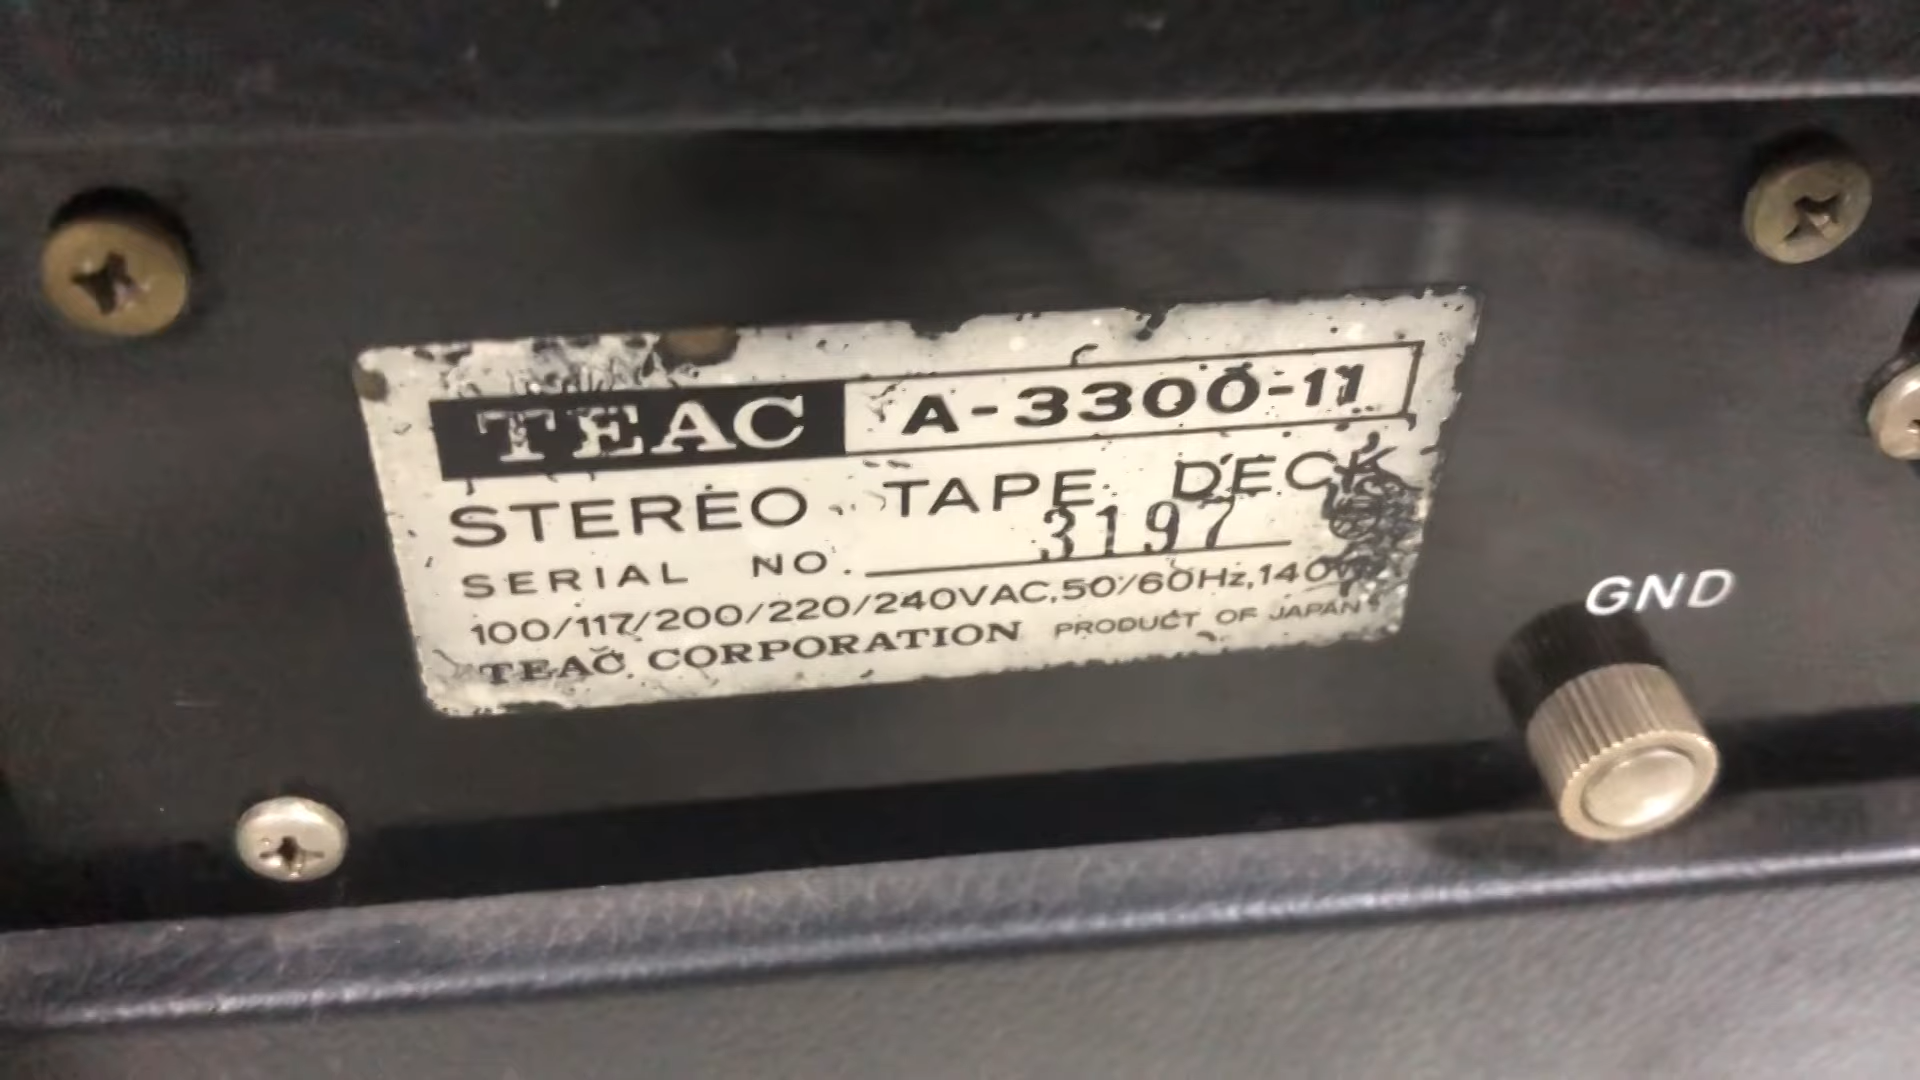 TEAC A-3300-11
STEREO TAPE DECK
SERIAL NO. 3197
100/117/200/220/240VAC,50/60Hz,140W
TEAC CORPORATION PRODUCT OF JAPAN
GND